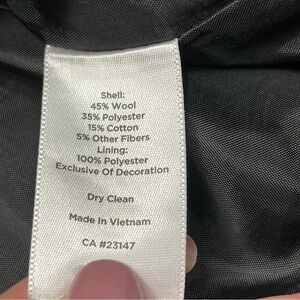 Shell:
45% Wool
35% Polyester
15% Cotton
5% Other Fibers
Lining:
100% Polyester
Exclusive Of Decoration
Dry Clean
Made In Vietnam
CA #23147